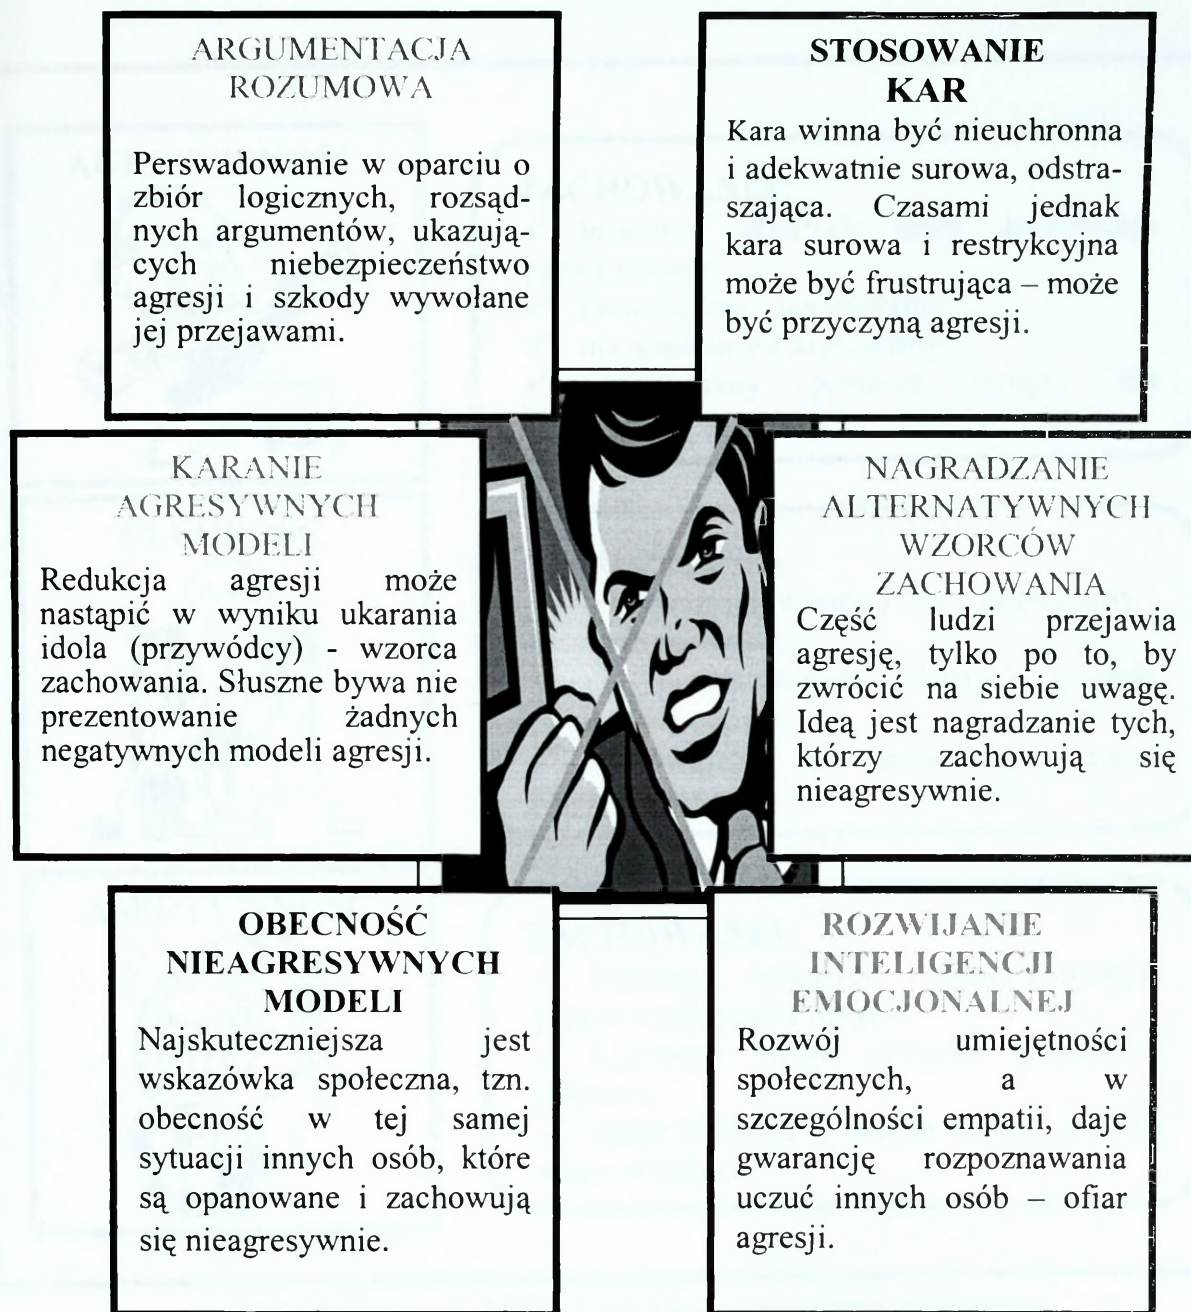 ARGUMENTACJA
ROZUMOWA
Perswadowanie w oparciu o
zbiór logicznych, rozsąd-
nych argumentów, ukazują-
cych niebezpieczeństwo
agresji i szkody wywołane
jej przejawami.
STOSOWANIE
KAR
Kara winna być nieuchronna
i adekwatnie surowa, odstra-
szająca. Czasami jednak
kara surowa i restrykcyjna
może być frustrująca – może
być przyczyną agresji.
KARANIE
AGRESYWNYCH
MODELI
Redukcja agresji może
nastąpić w wyniku ukarania
idola (przywódcy) - wzorca
zachowania. Słuszne bywa nie
prezentowanie żadnych
negatywnych modeli agresji.
NAGRADZANIE
ALTERNATYWNYCH
WZORCÓW
ZACHOWANIA
Część ludzi przejawia
agresję, tylko po to, by
zwrócić na siebie uwagę.
Ideą jest nagradzanie tych,
którzy zachowują się
nieagresywnie.
OBECNOŚĆ
NIEAGRESYWNYCH
MODELI
Najskuteczniejsza jest
wskazówka społeczna, tzn.
obecność w tej samej
sytuacji innych osób, które
są opanowane i zachowują
się nieagresywnie.
ROZWIJANIE
INTELIGENCJI
EMOCJONALNEJ
Rozwój umiejętności
społecznych, a w
szczególności empatii, daje
gwarancję rozpoznawania
uczuć innych osób – ofiar
agresji.